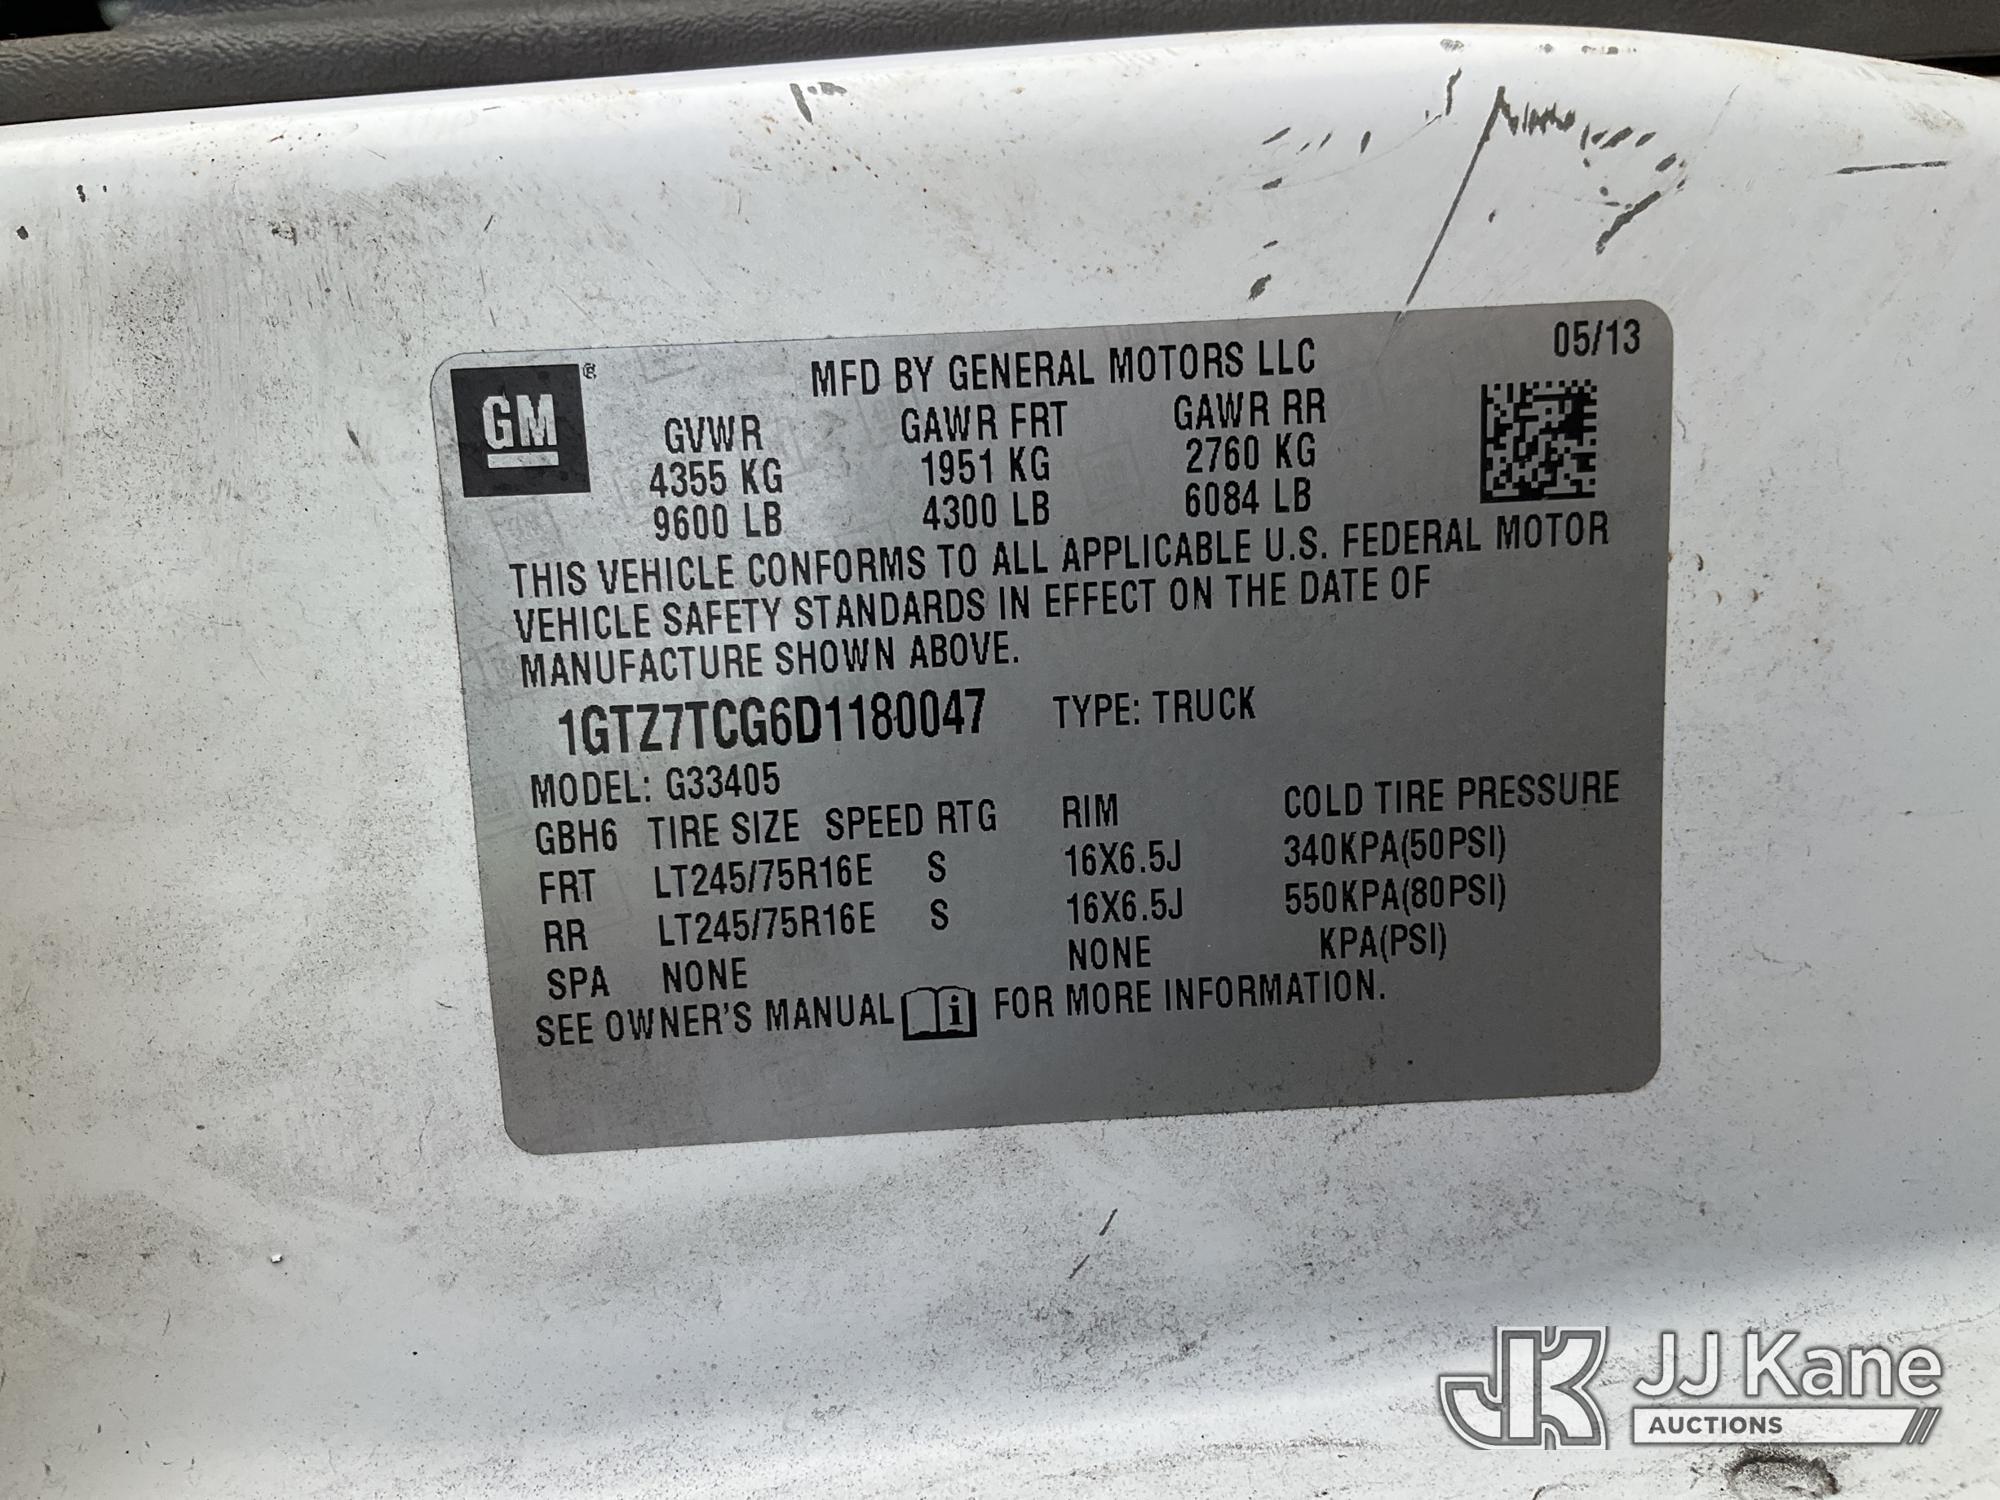 05/13
MFD BY GENERAL MOTORS LLC
GM ®
GVWR GAWR FRT GAWR RR
4355 KG 1951 KG 2760 KG
9600 LB 4300 LB 6084 LB
THIS VEHICLE CONFORMS TO ALL APPLICABLE U.S. FEDERAL MOTOR
VEHICLE SAFETY STANDARDS IN EFFECT ON THE DATE OF
MANUFACTURE SHOWN ABOVE.
1GTZ7TCG6D1180047 TYPE: TRUCK
MODEL: G33405
GBH6 TIRE SIZE SPEED RTG RIM COLD TIRE PRESSURE
FRT LT245/75R16E S 16X6.5J 340KPA(50PSI)
RR LT245/75R16E S 16X6.5J 550KPA(80PSI)
SPA NONE NONE KPA(PSI)
SEE OWNER'S MANUAL i FOR MORE INFORMATION.
JK JJ Kane
AUCTIONS